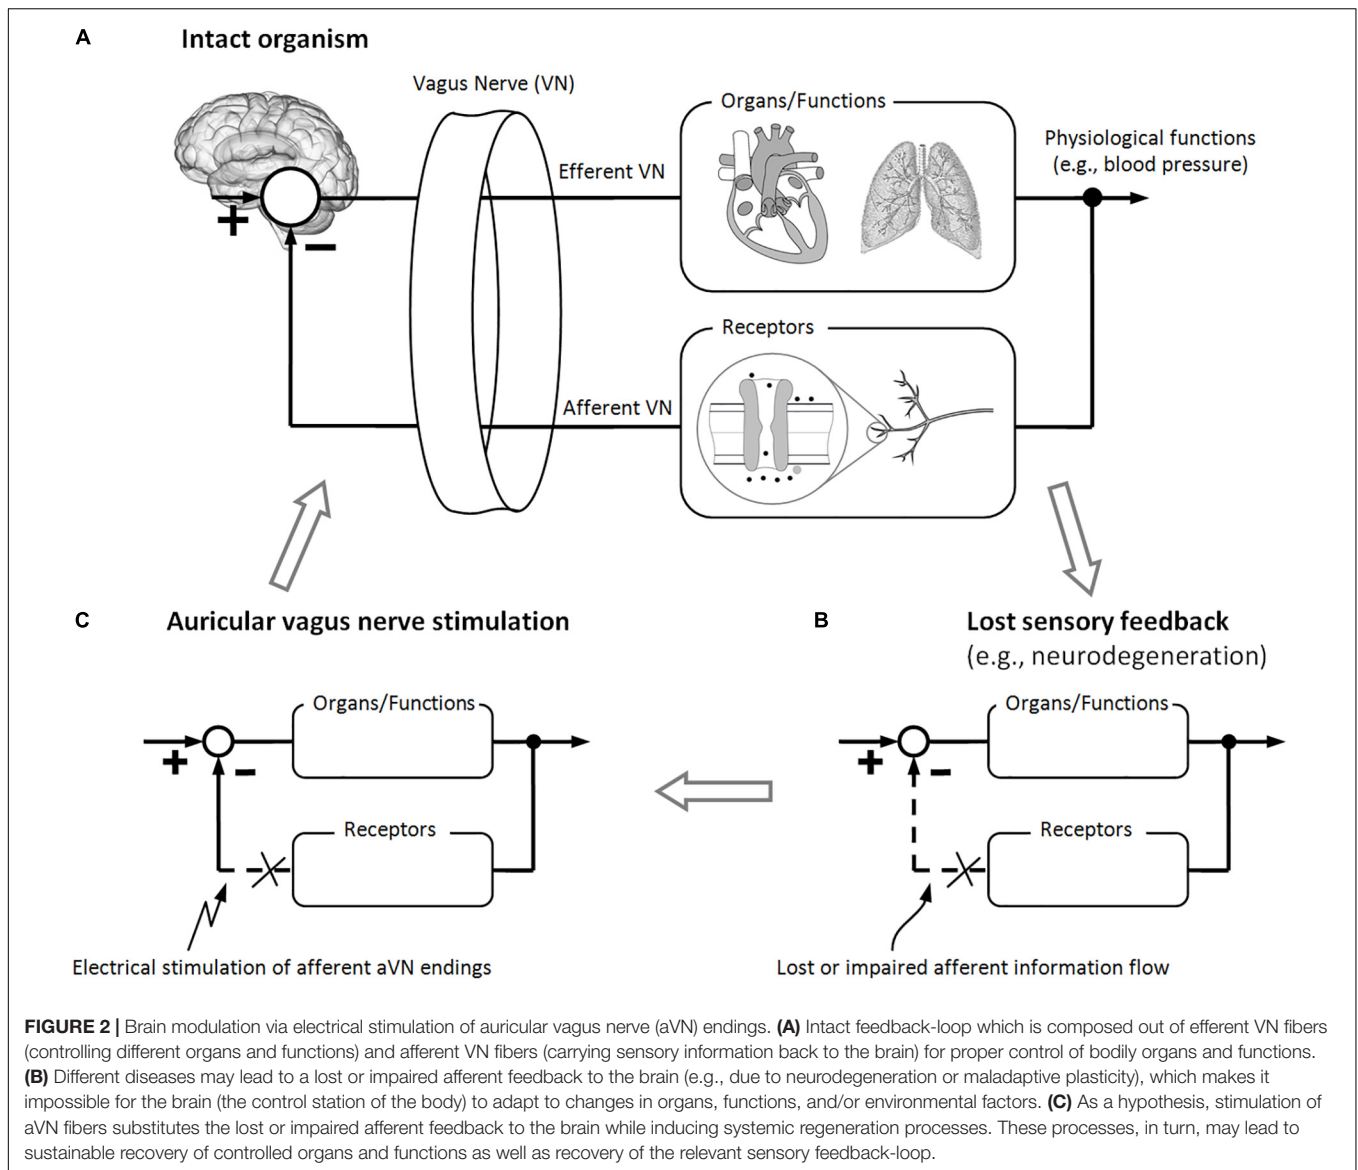 A
Intact organism
Vagus Nerve (VN)
Organs/Functions
Physiological functions
(e.g., blood pressure)
Efferent VN
+
−
Receptors
Afferent VN
C
Auricular vagus nerve stimulation
B
Lost sensory feedback
(e.g., neurodegeneration)
Organs/Functions
+
−
Receptors
Electrical stimulation of afferent aVN endings
Organs/Functions
+
−
Receptors
Lost or impaired afferent information flow
FIGURE 2 | Brain modulation via electrical stimulation of auricular vagus nerve (aVN) endings. (A) Intact feedback-loop which is composed out of efferent VN fibers
(controlling different organs and functions) and afferent VN fibers (carrying sensory information back to the brain) for proper control of bodily organs and functions.
(B) Different diseases may lead to a lost or impaired afferent feedback to the brain (e.g., due to neurodegeneration or maladaptive plasticity), which makes it
impossible for the brain (the control station of the body) to adapt to changes in organs, functions, and/or environmental factors. (C) As a hypothesis, stimulation of
aVN fibers substitutes the lost or impaired afferent feedback to the brain while inducing systemic regeneration processes. These processes, in turn, may lead to
sustainable recovery of controlled organs and functions as well as recovery of the relevant sensory feedback-loop.